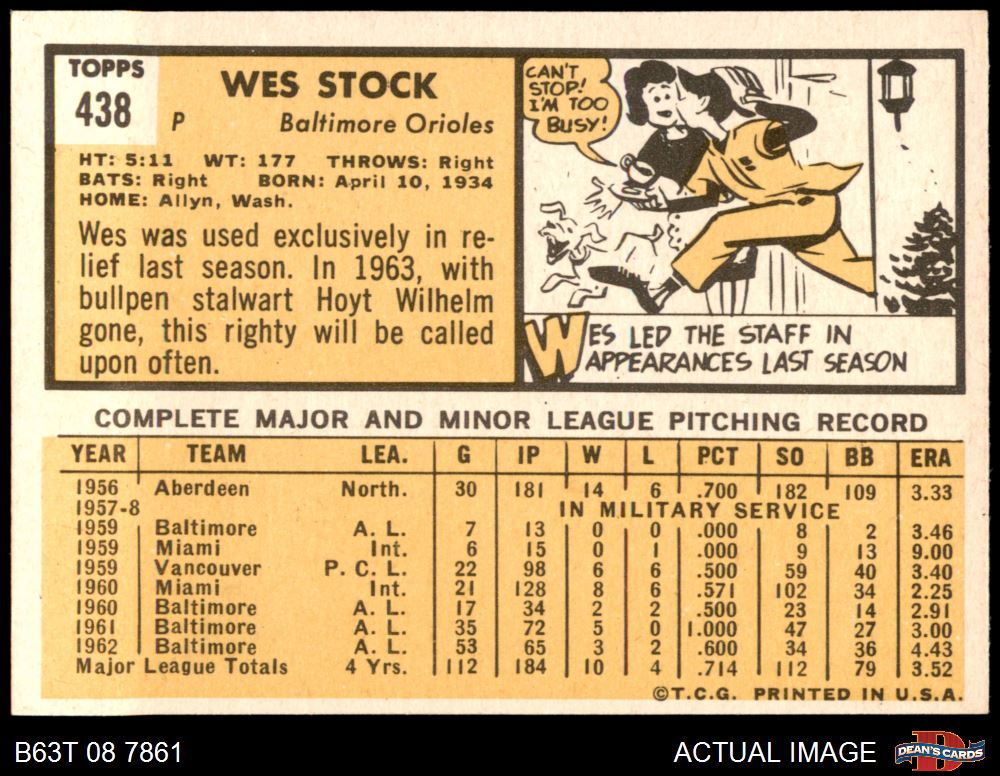 TOPPS
438
WES STOCK
P Baltimore Orioles
HT: 5:11 WT: 177 THROWS: Right
BATS: Right BORN: April 10, 1934
HOME: Allyn, Wash.
Wes was used exclusively in re-
lief last season. In 1963, with
bullpen stalwart Hoyt Wilhelm
gone, this righty will be called
upon often.
CAN'T
STOP!
I'M TOO
BUSY!
WES LED THE STAFF IN
APPEARANCES LAST SEASON
COMPLETE MAJOR AND MINOR LEAGUE PITCHING RECORD
YEAR TEAM LEA. G IP W L PCT SO BB ERA
1956 Aberdeen North. 30 181 14 6 .700 182 109 3.33
1957-8 IN MILITARY SERVICE
1959 Baltimore A. L. 7 13 0 0 .000 8 2 3.46
1959 Miami Int. 6 15 0 1 .000 9 13 9.00
1959 Vancouver P. C. L. 22 98 6 6 .500 59 40 3.40
1960 Miami Int. 21 128 8 6 .571 102 34 2.25
1960 Baltimore A. L. 17 34 2 2 .500 23 14 2.91
1961 Baltimore A. L. 35 72 5 0 1.000 47 27 3.00
1962 Baltimore A. L. 53 65 3 2 .600 34 36 4.43
Major League Totals 4 Yrs. 112 184 10 4 .714 112 79 3.52
©T.C.G. PRINTED IN U.S.A.
B63T 08 7861 ACTUAL IMAGE DEAN'S CARDS